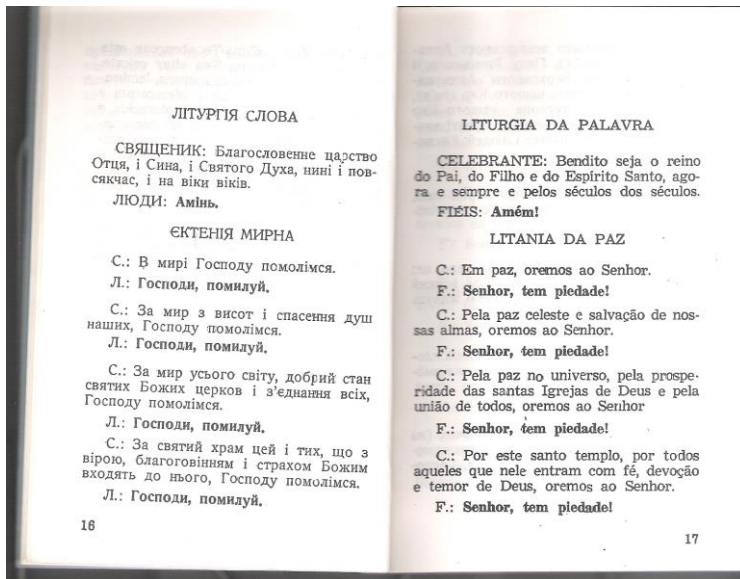 ЛІТУРГІЯ СЛОВА
СВЯЩЕНИК: Благословенне царство
Отця, і Сина, і Святого Духа, нині і пов-
сякчас, і на віки віків.
ЛЮДИ: Амінь.
ЄКТЕНІЯ МИРНА
С.: В мирі Господу помолімся.
Л.: Господи, помилуй.
С.: За мир з висот і спасення душ
наших, Господу помолімся.
Л.: Господи, помилуй.
С.: За мир усього світу, добрий стан
святих Божих церков і з'єднання всіх,
Господу помолімся.
Л.: Господи, помилуй.
С.: За святий храм цей і тих, що з
вірою, благоговінням і страхом Божим
входять до нього, Господу помолімся.
Л.: Господи, помилуй.
16
LITURGIA DA PALAVRA
CELEBRANTE: Bendito seja o reino
do Pai, do Filho e do Espírito Santo, ago-
ra e sempre e pelos séculos dos séculos.
FIÉIS: Amém!
LITANIA DA PAZ
C.: Em paz, oremos ao Senhor.
F.: Senhor, tem piedade!
C.: Pela paz celeste e salvação de nos-
sas almas, oremos ao Senhor.
F.: Senhor, tem piedade!
C.: Pela paz no universo, pela prospe-
ridade das santas Igrejas de Deus e pela
união de todos, oremos ao Senhor
F.: Senhor, tem piedade!
C.: Por este santo templo, por todos
aqueles que nele entram com fé, devoção
e temor de Deus, oremos ao Senhor.
F.: Senhor, tem piedade!
17